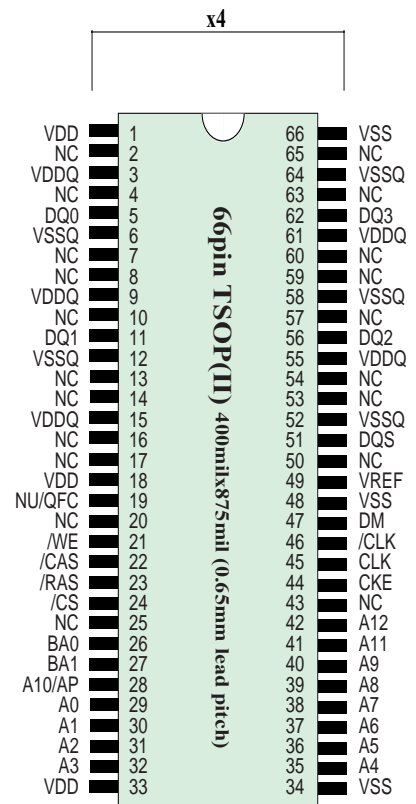 x4
VDD 1 66 VSS
NC 2 65 NC
VDDQ 3 64 VSSQ
NC 4 63 NC
DQ0 5 62 DQ3
VSSQ 6 61 VDDQ
NC 7 60 NC
NC 8 59 NC
VDDQ 9 58 VSSQ
NC 10 57 NC
DQ1 11 56 DQ2
VSSQ 12 55 VDDQ
NC 13 54 NC
NC 14 53 NC
VDDQ 15 52 VSSQ
NC 16 51 DQS
NC 17 50 NC
VDD 18 49 VREF
NU/QFC 19 48 VSS
NC 20 47 DM
/WE 21 46 /CLK
/CAS 22 45 CLK
/RAS 23 44 CKE
/CS 24 43 NC
NC 25 42 A12
BA0 26 41 A11
BA1 27 40 A9
A10/AP 28 39 A8
A0 29 38 A7
A1 30 37 A6
A2 31 36 A5
A3 32 35 A4
VDD 33 34 VSS
66pin TSOP(II) 400milx875mil (0.65mm lead pitch)